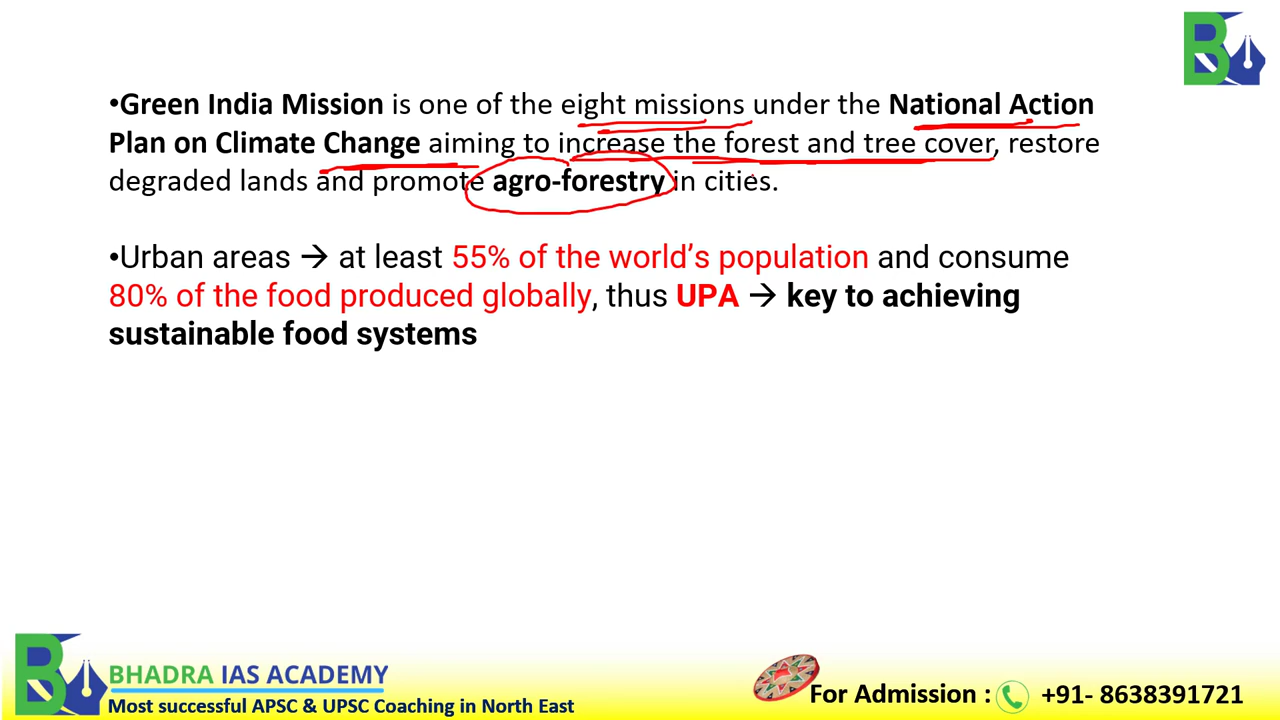 •Green India Mission is one of the eight missions under the National Action
Plan on Climate Change aiming to increase the forest and tree cover, restore
degraded lands and promote agro-forestry in cities.
•Urban areas → at least 55% of the world’s population and consume
80% of the food produced globally, thus UPA → key to achieving
sustainable food systems
BHADRA IAS ACADEMY
Most successful APSC & UPSC Coaching in North East
For Admission : +91- 8638391721